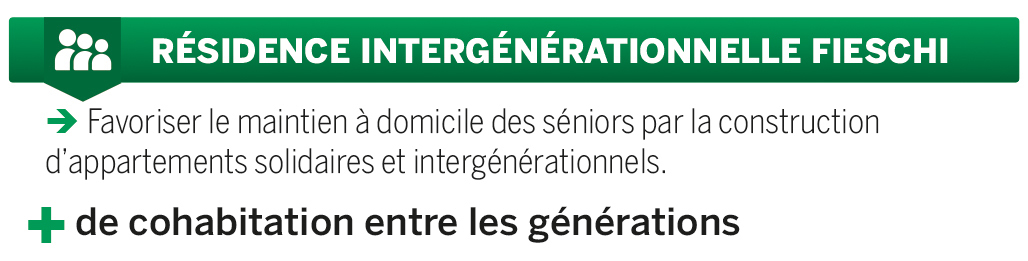 RÉSIDENCE INTERGÉNÉRATIONNELLE FIESCHI
➔ Favoriser le maintien à domicile des séniors par la construction
d'appartements solidaires et intergénérationnels.
+ de cohabitation entre les générations